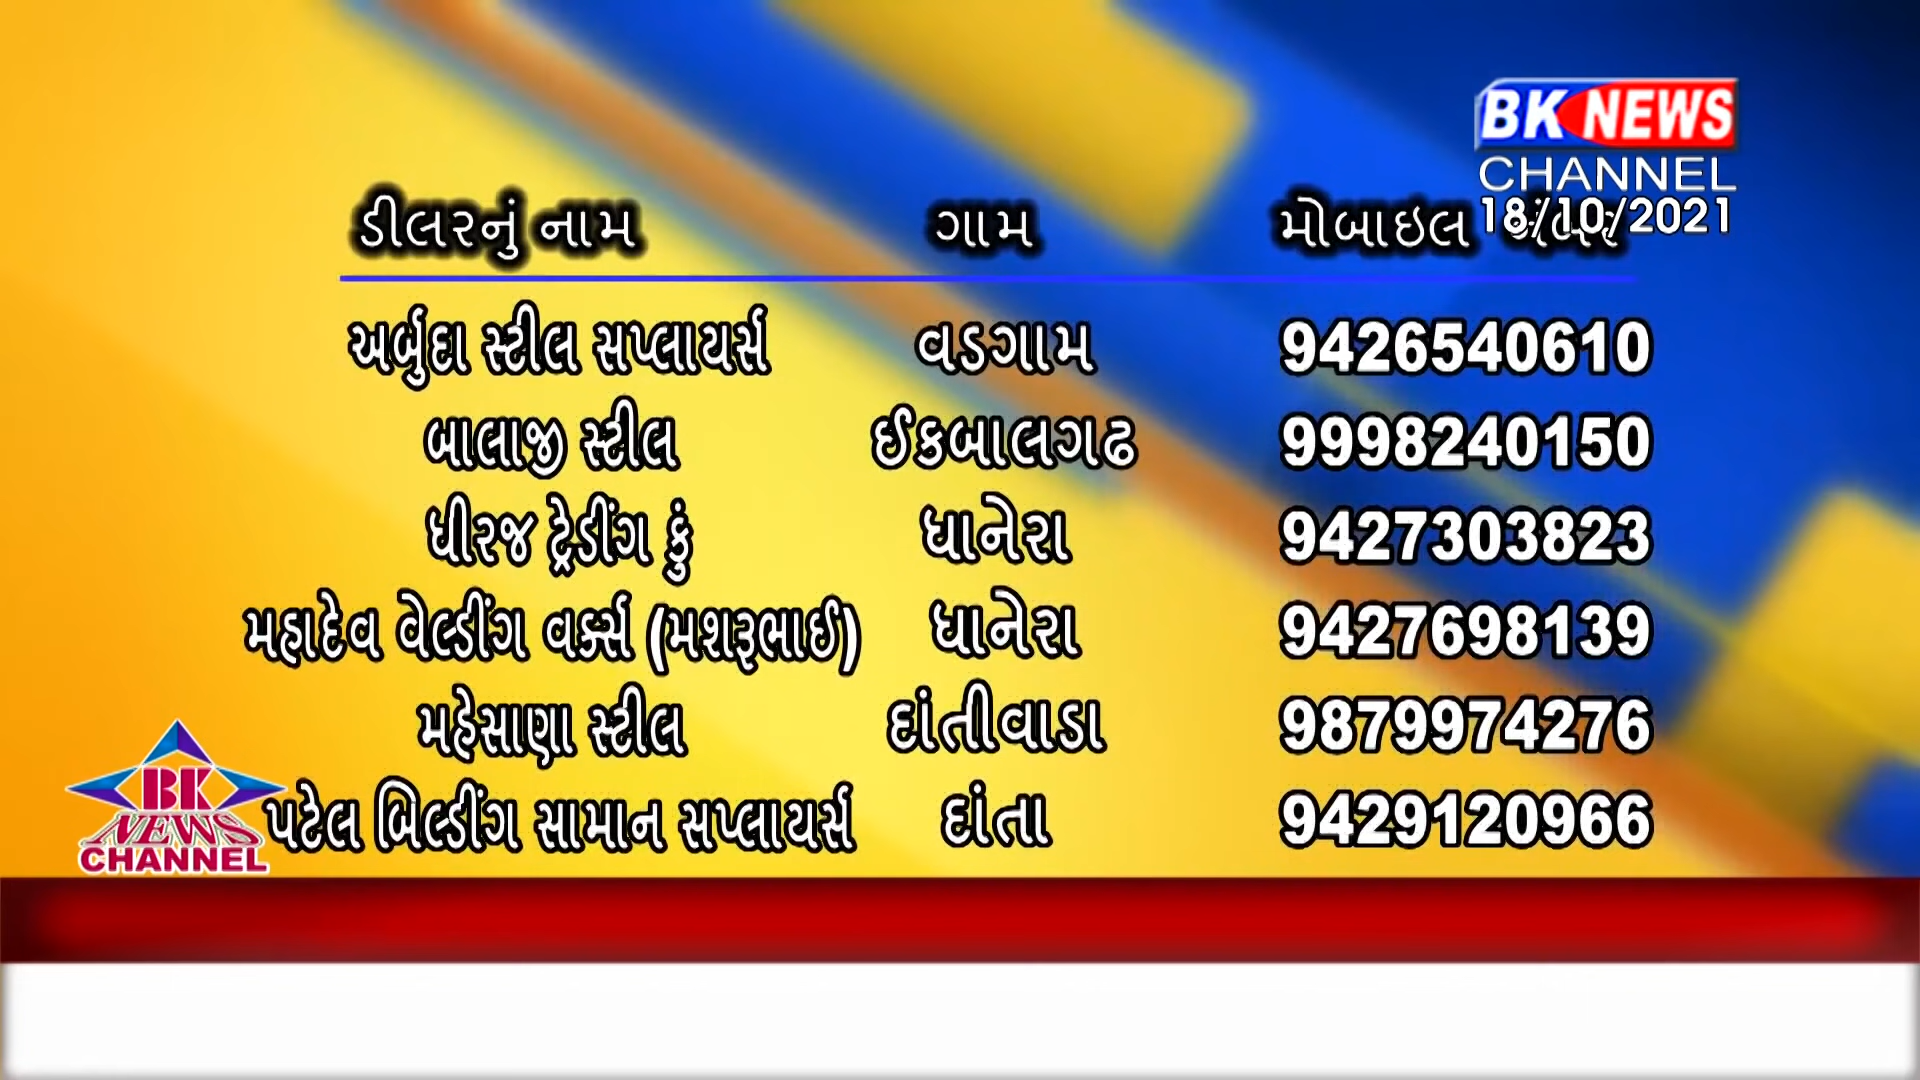 BK NEWS
CHANNEL
18/10/2021
ડીલરનું નામ ગામ મોબાઇલ
અર્બુદા સ્ટીલ સપ્લાયર્સ વડગામ 9426540610
બાલાજી સ્ટીલ ઈકબાલગઢ 9998240150
ધીરજ ટ્રેડીંગ કું ધાનેરા 9427303823
મહાદેવ વેલ્ડીંગ વર્ક્સ (મશરૂભાઈ) ધાનેરા 9427698139
મહેસાણા સ્ટીલ દાંતીવાડા 9879974276
પટેલ બિલ્ડીંગ સામાન સપ્લાયર્સ દાંતા 9429120966
BK
NEWS
CHANNEL